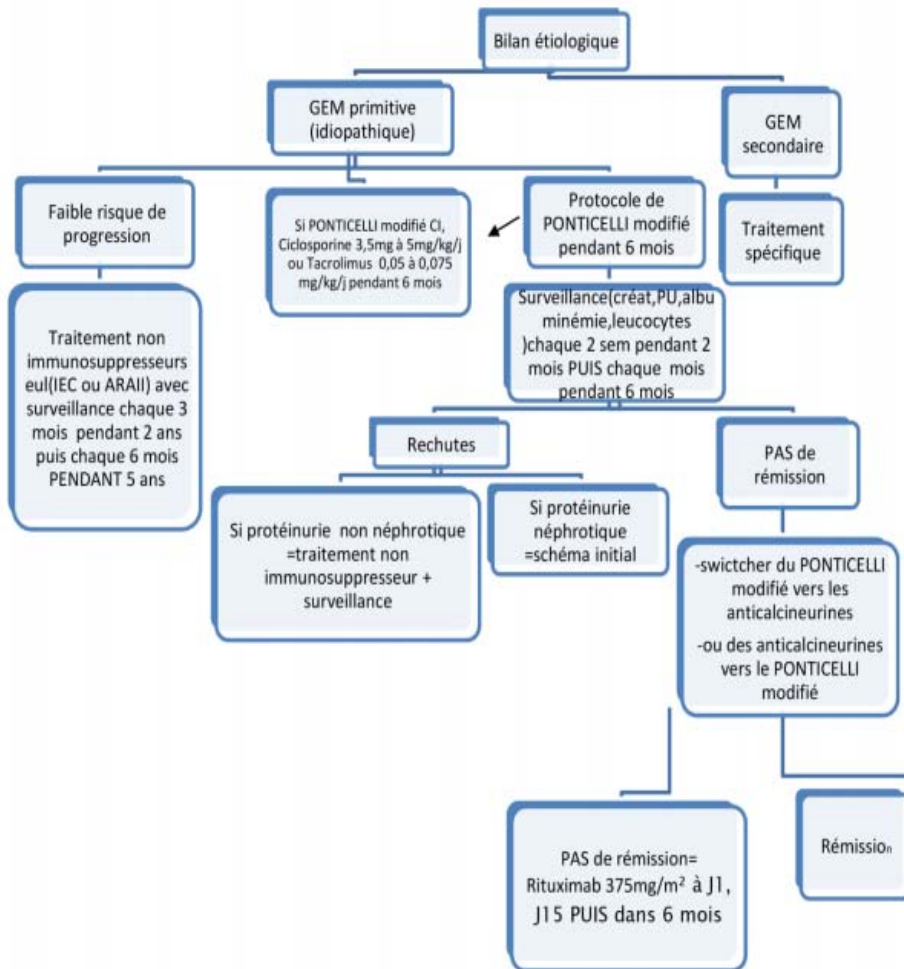 Bilan étiologique
GEM primitive
(idiopathique)
GEM
secondaire
Faible risque de
progression
Si PONTICELLI modifié CI,
Ciclosporine 3,5mg à 5mg/kg/j
ou Tacrolimus 0,05 à 0,075
mg/kg/j pendant 6 mois
Protocole de
PONTICELLI modifié
pendant 6 mois
Traitement
spécifique
Traitement non
immunosuppresseurs
eul(IEC ou ARAII) avec
surveillance chaque 3
mois pendant 2 ans
puis chaque 6 mois
PENDANT 5 ans
Surveillance(créat,PU,albu
minémie,leucocytes
)chaque 2 sem pendant 2
mois PUIS chaque mois
pendant 6 mois
Rechutes
PAS de
rémission
Si protéinurie non néphrotique
=traitement non
immunosuppresseur +
surveillance
Si protéinurie
néphrotique
=schéma initial
-swictcher du PONTICELLI
modifié vers les
anticalcineurines
-ou des anticalcineurines
vers le PONTICELLI
modifié
PAS de rémission=
Rituximab 375mg/m² à J1,
J15 PUIS dans 6 mois
Rémission